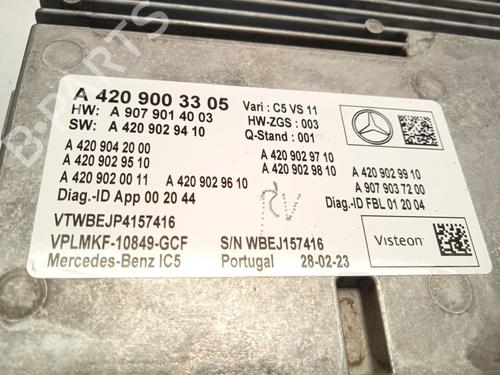 B-PARTS
A 420 900 33 05
HW: A 907 901 40 03
SW: A 420 902 94 10
Vari : C5 VS 11
HW-ZGS : 003
Q-Stand : 001
A 420 904 20 00
A 420 902 95 10
A 420 902 00 11
A 420 902 96 10
A 420 902 97 10
A 420 902 98 10
A 420 902 99 10
A 907 903 72 00
Diag.-ID App 00 20 44
Diag.-ID FBL 01 20 04
VTWBEJP4157416
VPLMKF-10849-GCF
S/N WBEJ157416
Mercedes-Benz IC5
Portugal
28-02-23
Visteon